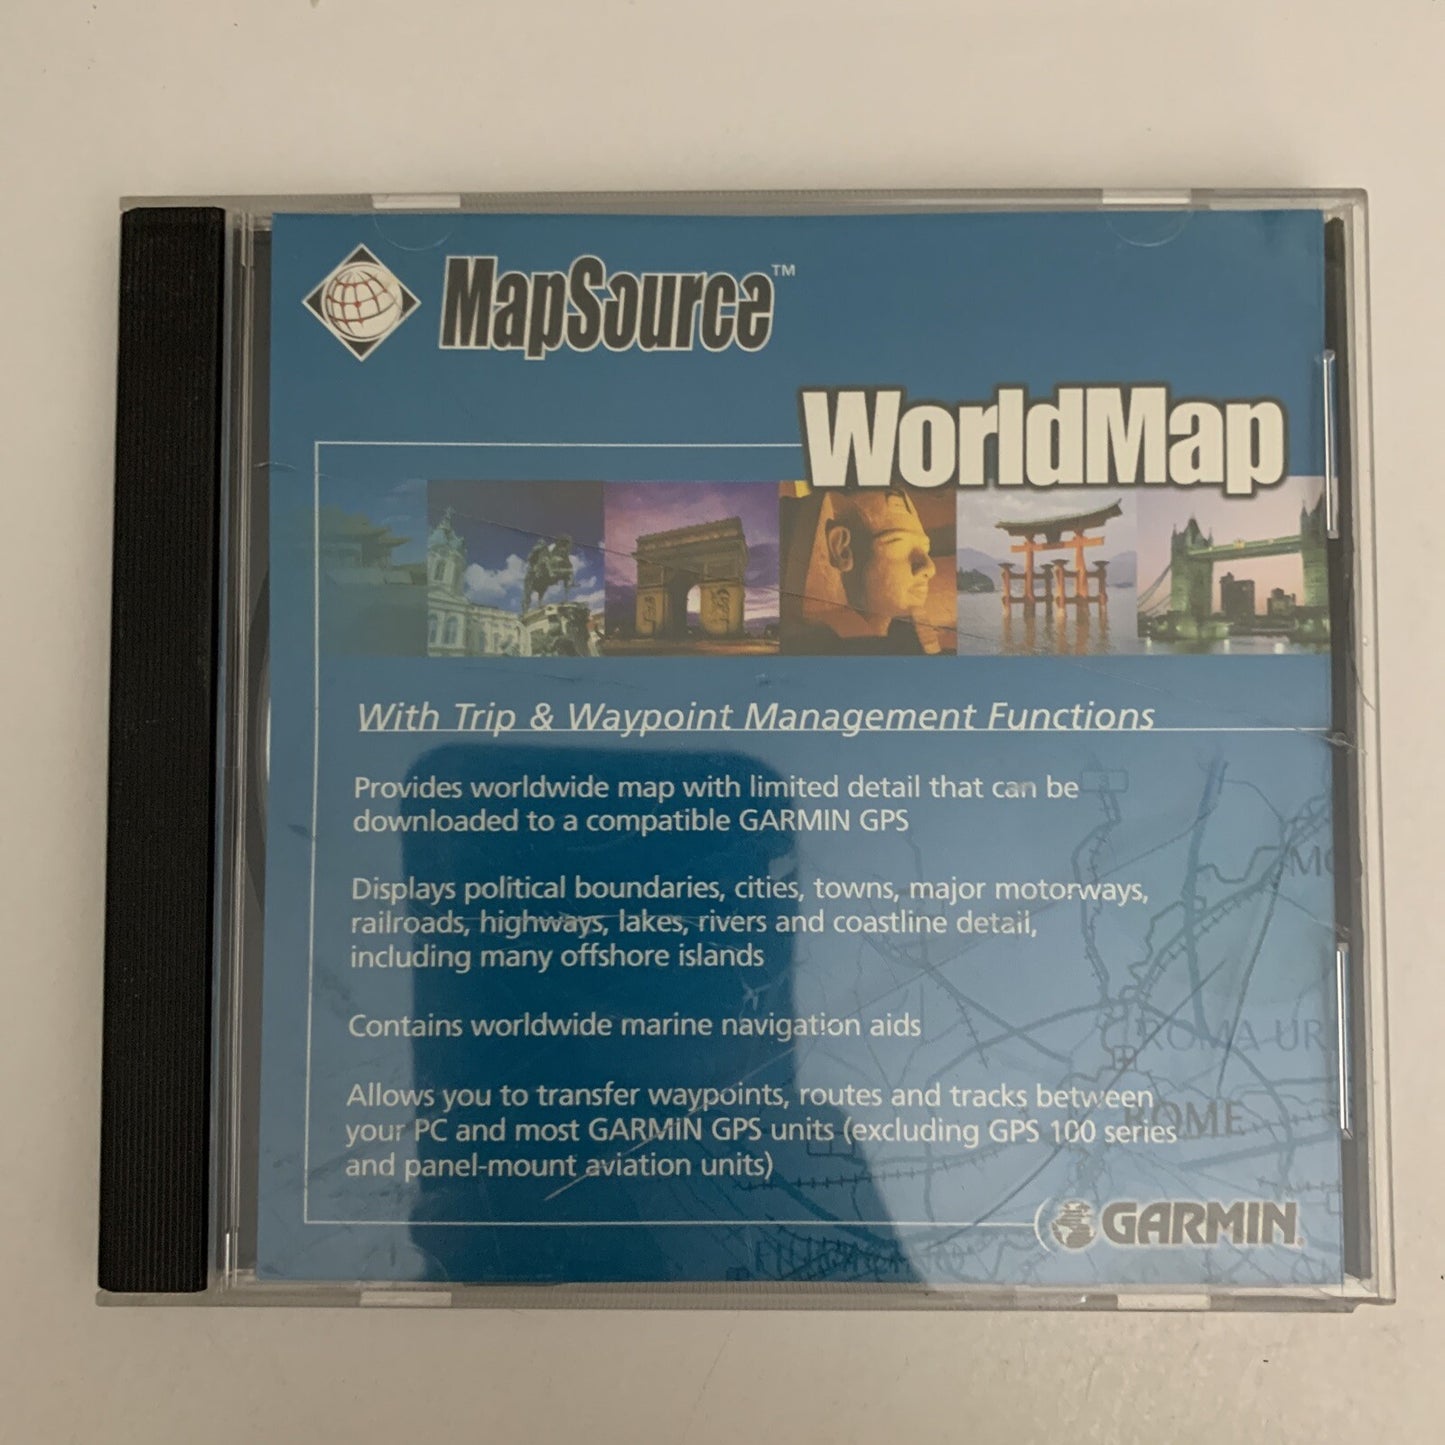 MapSource™
WorldMap
With Trip & Waypoint Management Functions
Provides worldwide map with limited detail that can be
downloaded to a compatible GARMIN GPS
Displays political boundaries, cities, towns, major motorways,
railroads, highways, lakes, rivers and coastline detail,
including many offshore islands
Contains worldwide marine navigation aids
Allows you to transfer waypoints, routes and tracks between
your PC and most GARMIN GPS units (excluding GPS 100 series
and panel-mount aviation units)
MO
ROMA-UR
ROME
GARMIN®